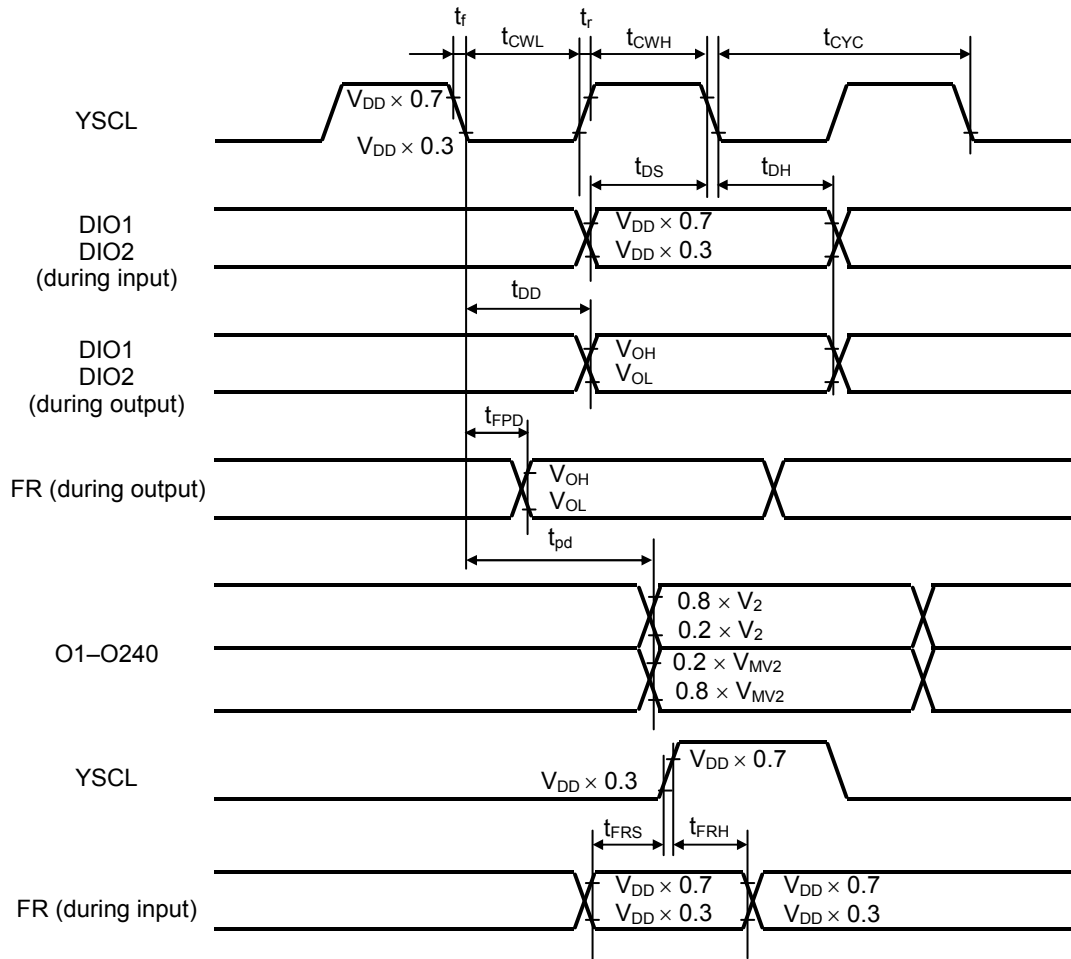 tf tr
tCWL tCWH tCYC
YSCL
VDD × 0.7
VDD × 0.3
tDS tDH
DIO1
DIO2
(during input)
VDD × 0.7
VDD × 0.3
tDD
DIO1
DIO2
(during output)
VOH
VOL
tFPD
FR (during output)
VOH
VOL
tpd
O1–O240
0.8 × V2
0.2 × V2
0.2 × VMV2
0.8 × VMV2
YSCL
VDD × 0.3
VDD × 0.7
tFRS tFRH
FR (during input)
VDD × 0.7 VDD × 0.7
VDD × 0.3 VDD × 0.3